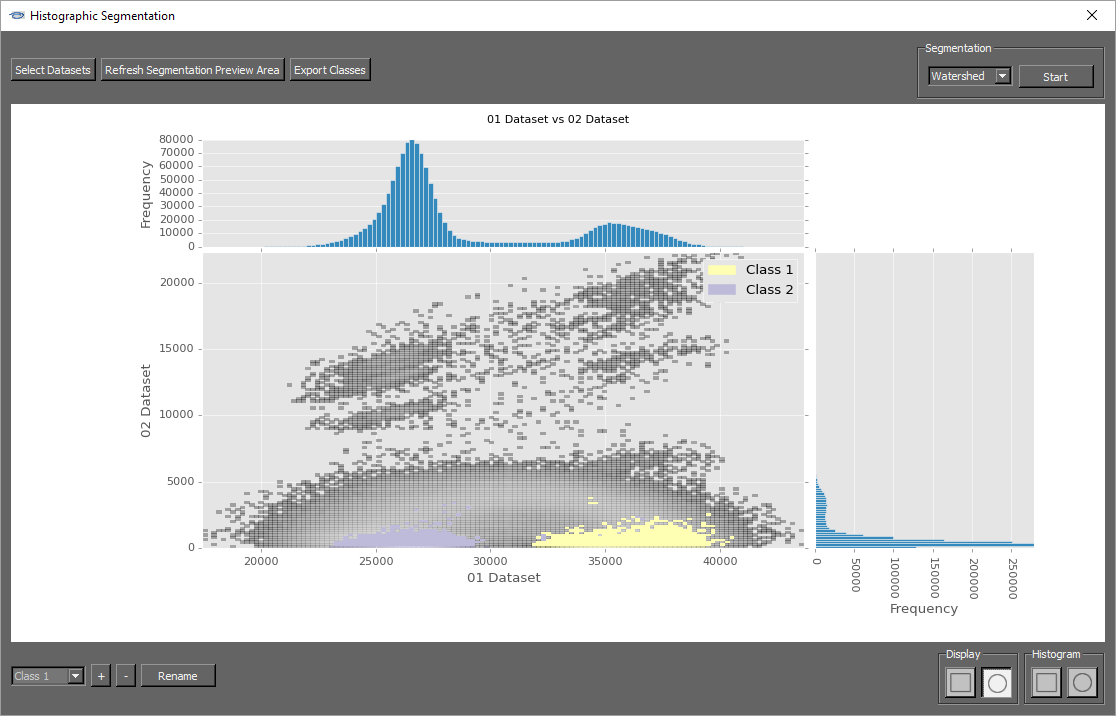 Histographic Segmentation
Segmentation
Select Datasets Refresh Segmentation Preview Area Export Classes
Watershed Start
01 Dataset vs 02 Dataset
80000
70000
60000
50000
40000
30000
20000
10000
0
Frequency
Class 1
Class 2
20000
15000
10000
5000
0
02 Dataset
20000 25000 30000 35000 40000
01 Dataset
0 50000 100000 150000 200000 250000
Frequency
Display Histogram
Class 1 + - Rename